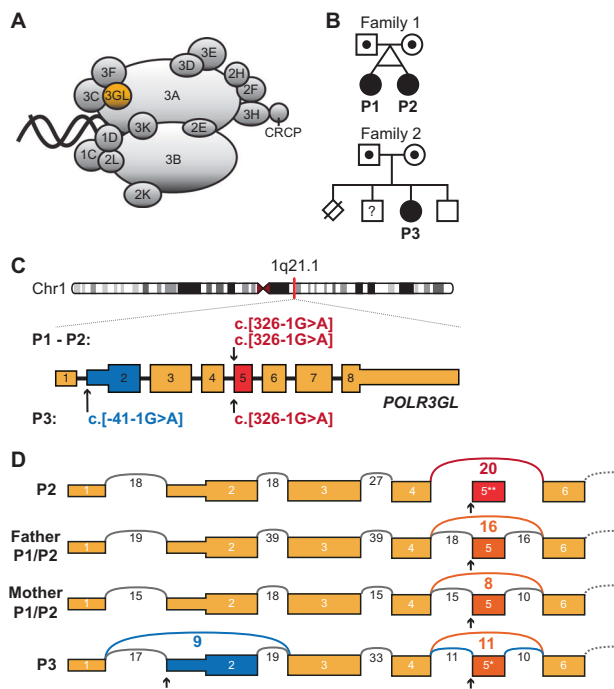 A
3E
3D
3F
2H
3C
3GL
3A
2F
3H
CRCP
3K
2E
1D
1C
2L
3B
2K
B
Family 1
P1
P2
Family 2
?
P3
C
1q21.1
Chr1
P1 - P2:
c.[326-1G>A]
c.[326-1G>A]
1
2
3
4
5
6
7
8
POLR3GL
P3:
c.[-41-1G>A]
c.[326-1G>A]
D
20
P2
18
18
27
1
2
3
4
5**
6
16
Father
P1/P2
19
39
39
18
16
1
2
3
4
5
6
8
Mother
P1/P2
15
18
15
15
10
1
2
3
4
5
6
9
11
P3
17
19
33
11
10
1
2
3
4
5*
6